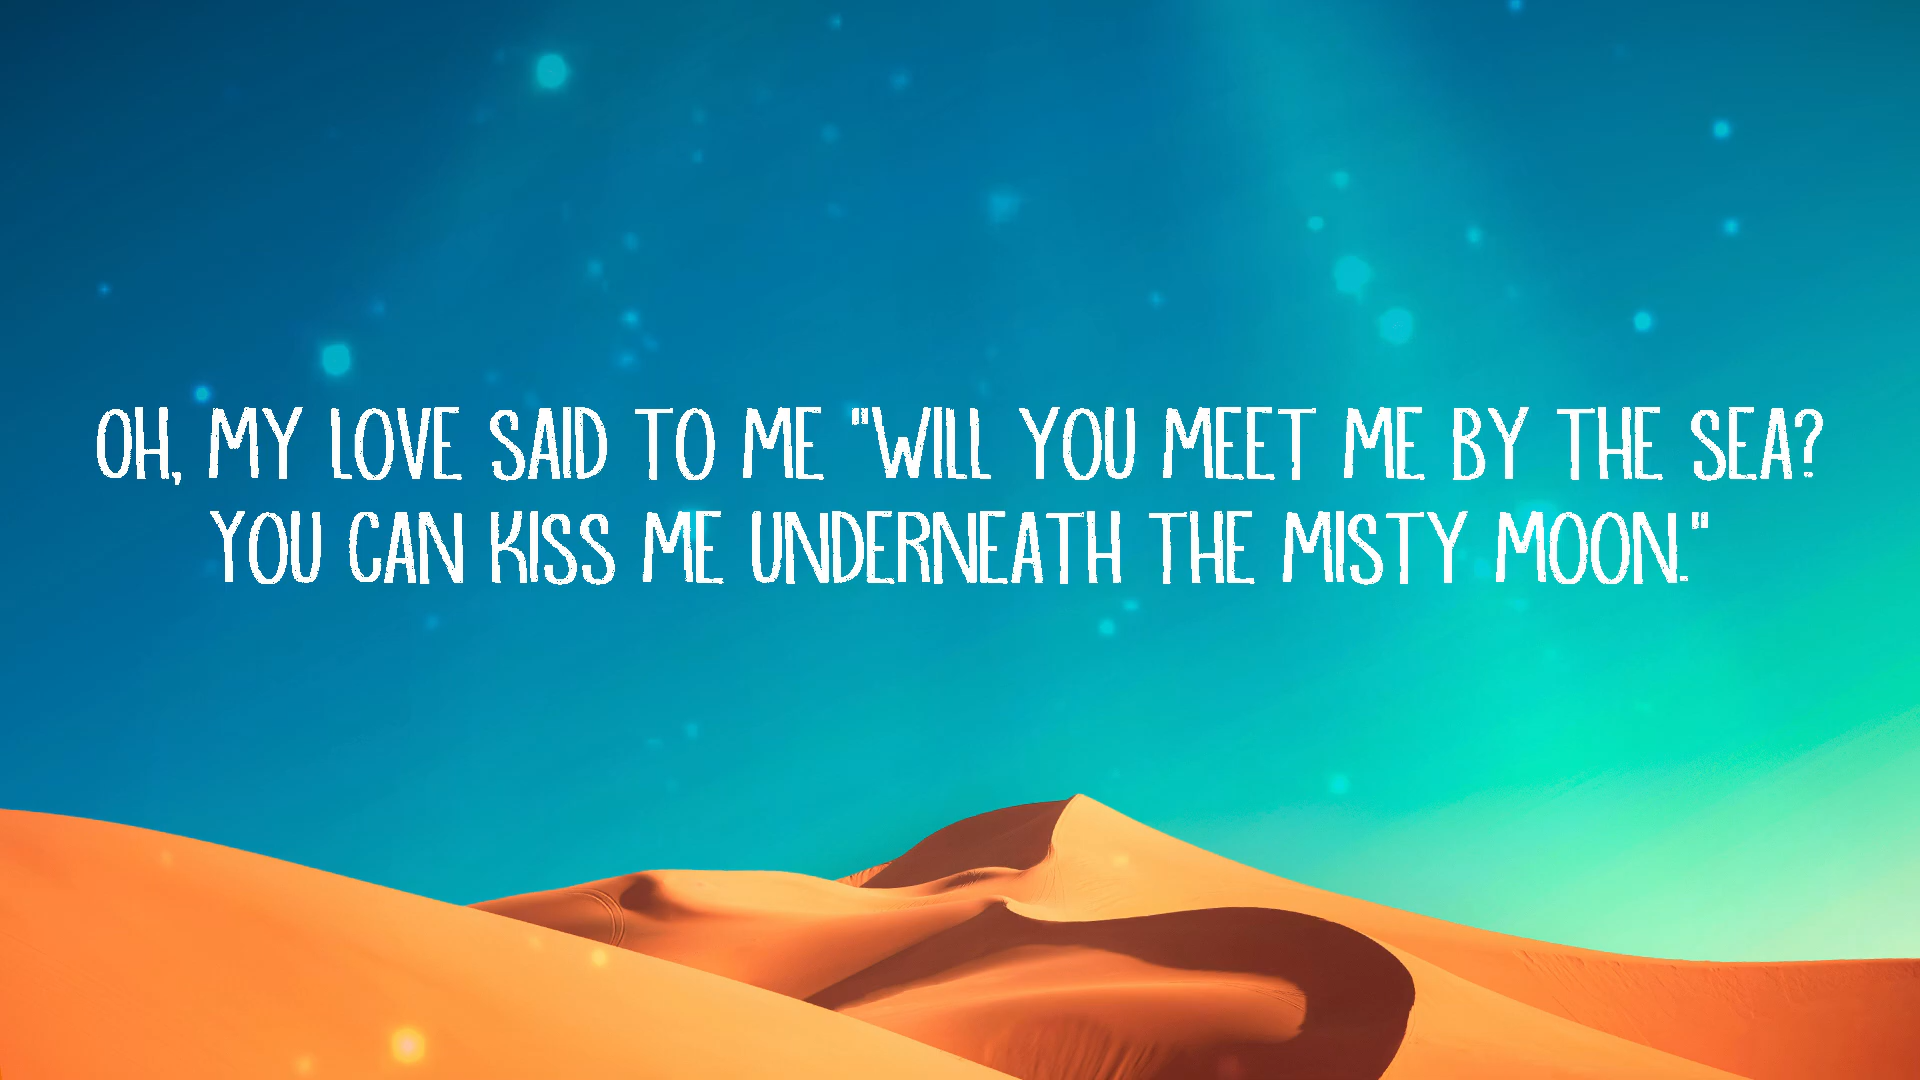 OH, MY LOVE SAID TO ME "WILL YOU MEET ME BY THE SEA?
YOU CAN KISS ME UNDERNEATH THE MISTY MOON."